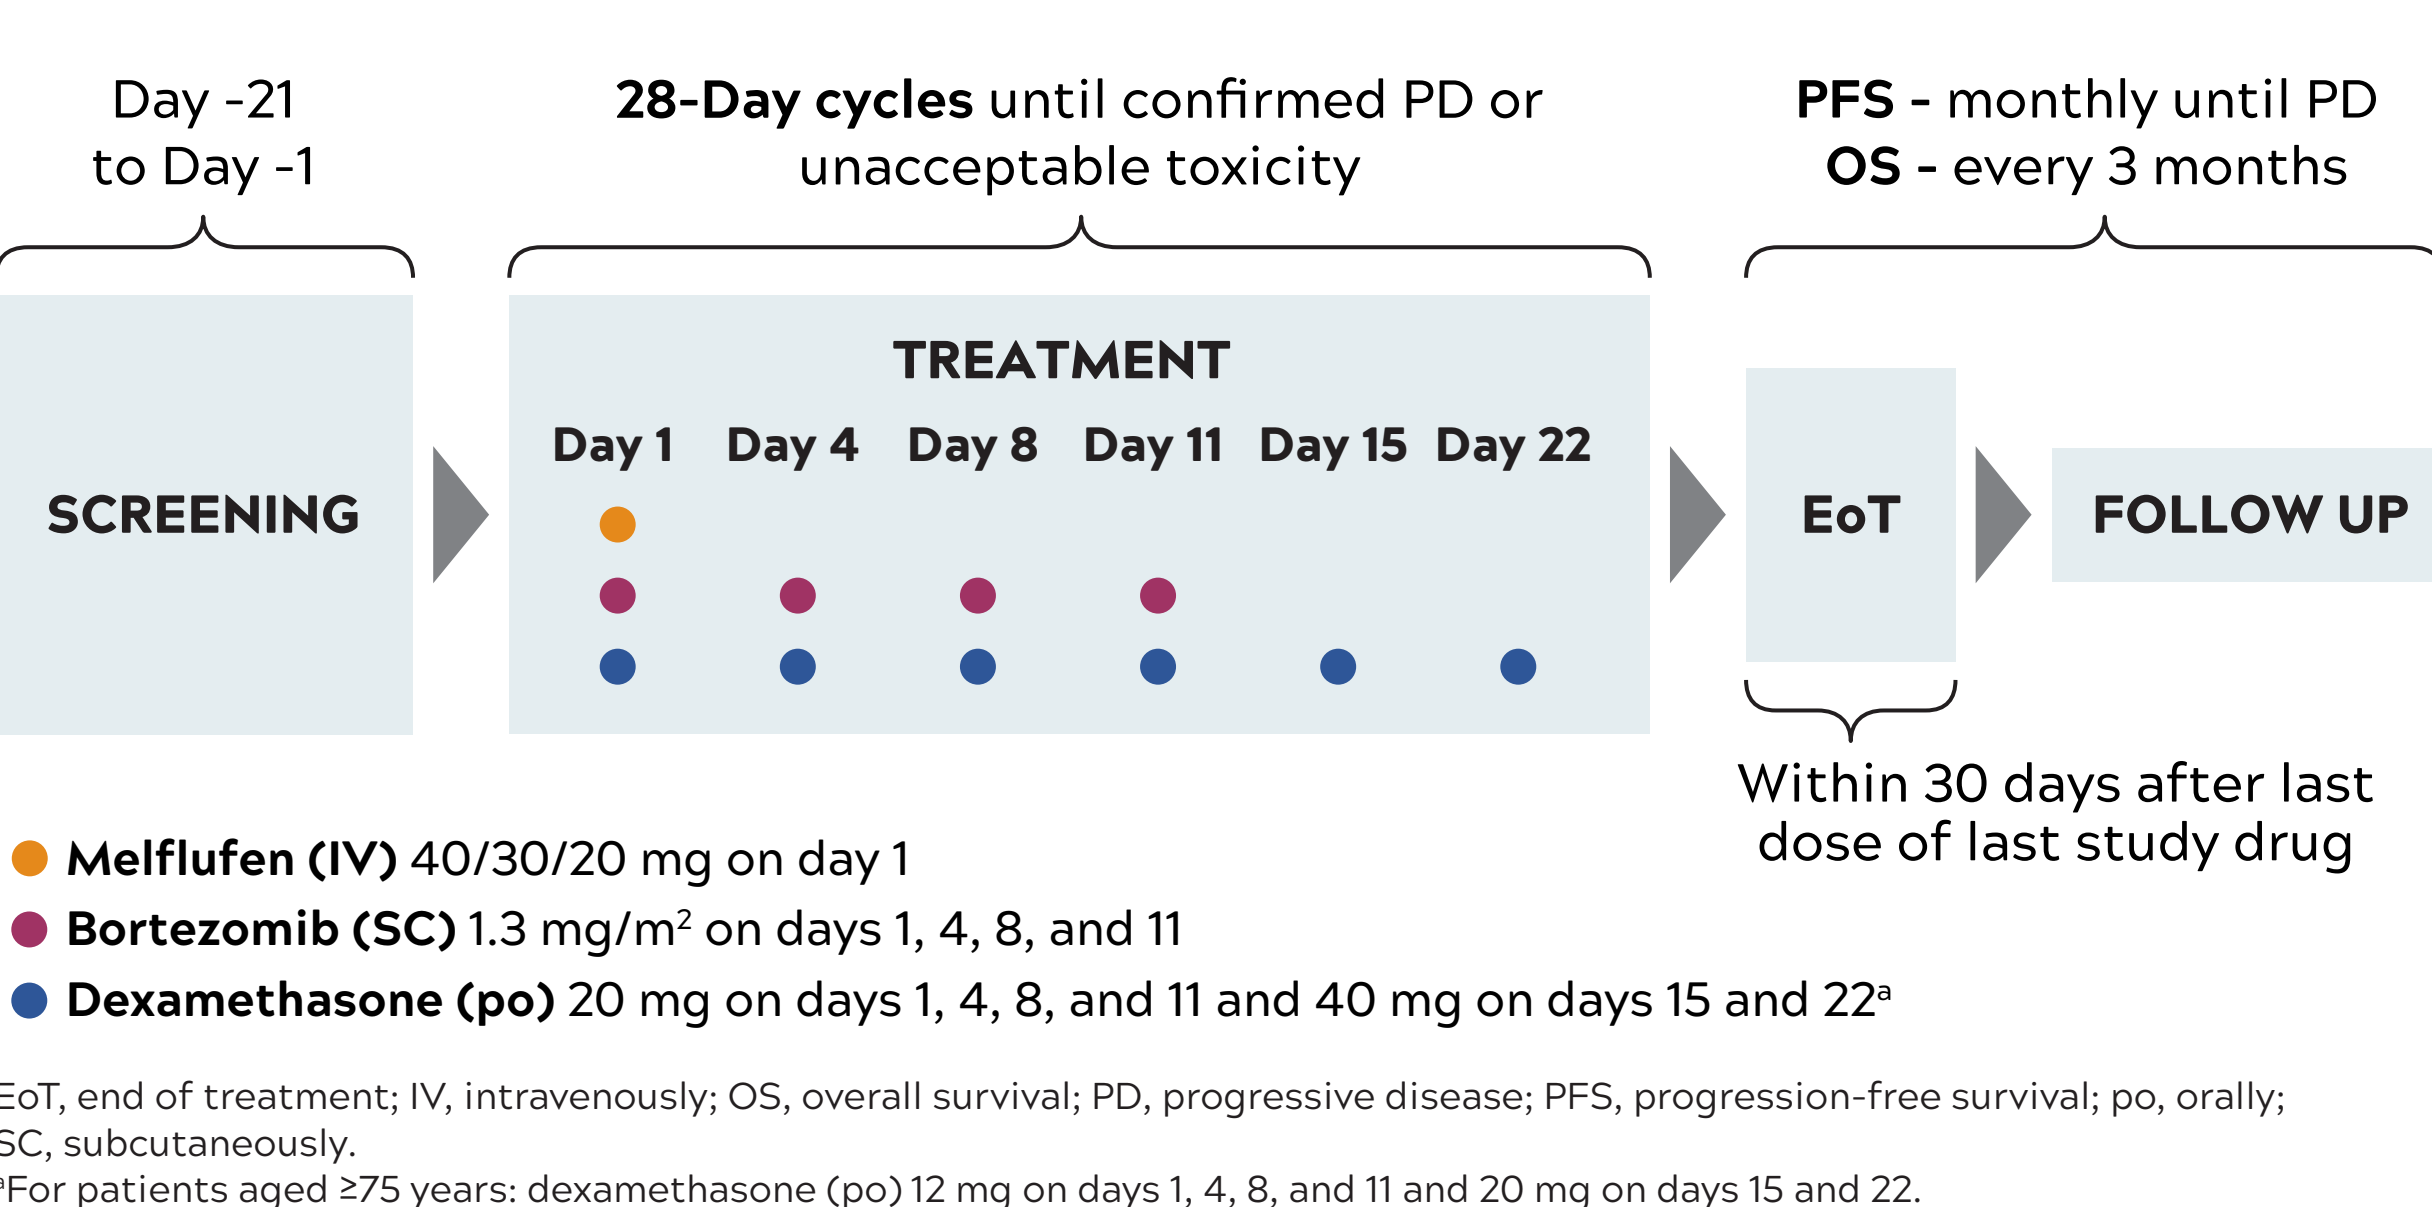 Day -21
to Day -1
28-Day cycles until confirmed PD or
unacceptable toxicity
PFS - monthly until PD
OS - every 3 months
SCREENING
TREATMENT
Day 1 Day 4 Day 8 Day 11 Day 15 Day 22
EoT
FOLLOW UP
Within 30 days after last
dose of last study drug
Melflufen (IV) 40/30/20 mg on day 1
Bortezomib (SC) 1.3 mg/m² on days 1, 4, 8, and 11
Dexamethasone (po) 20 mg on days 1, 4, 8, and 11 and 40 mg on days 15 and 22ᵃ
EoT, end of treatment; IV, intravenously; OS, overall survival; PD, progressive disease; PFS, progression-free survival; po, orally;
SC, subcutaneously.
ᵃFor patients aged ≥75 years: dexamethasone (po) 12 mg on days 1, 4, 8, and 11 and 20 mg on days 15 and 22.